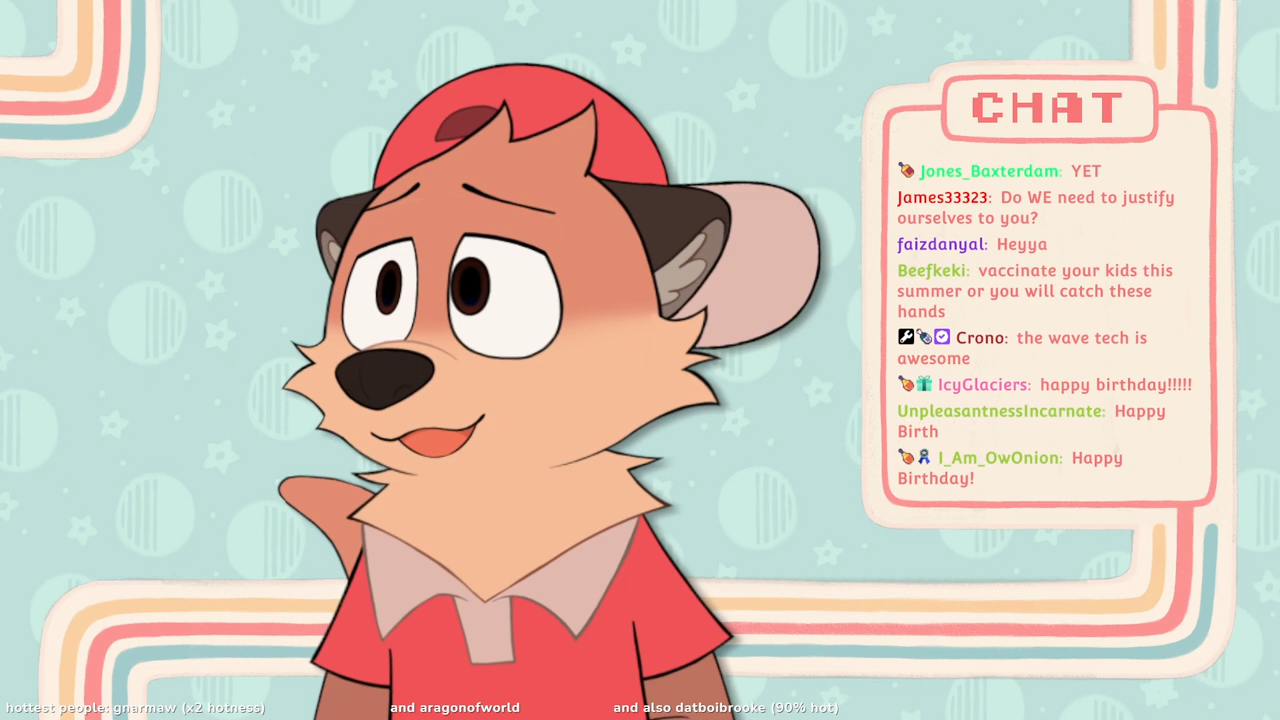 CHAT
Jones_Baxterdam: YET
James33323: Do WE need to justify
ourselves to you?
faizdanyal: Heyya
Beefkeki: vaccinate your kids this
summer or you will catch these
hands
Crono: the wave tech is
awesome
IcyGlaciers: happy birthday!!!!!
UnpleasantnessIncarnate: Happy
Birth
I_Am_OwOnion: Happy
Birthday!
hottest people: gnarmaw (x2 hotness) and aragonofworld and also datboibrooke (90% hot)